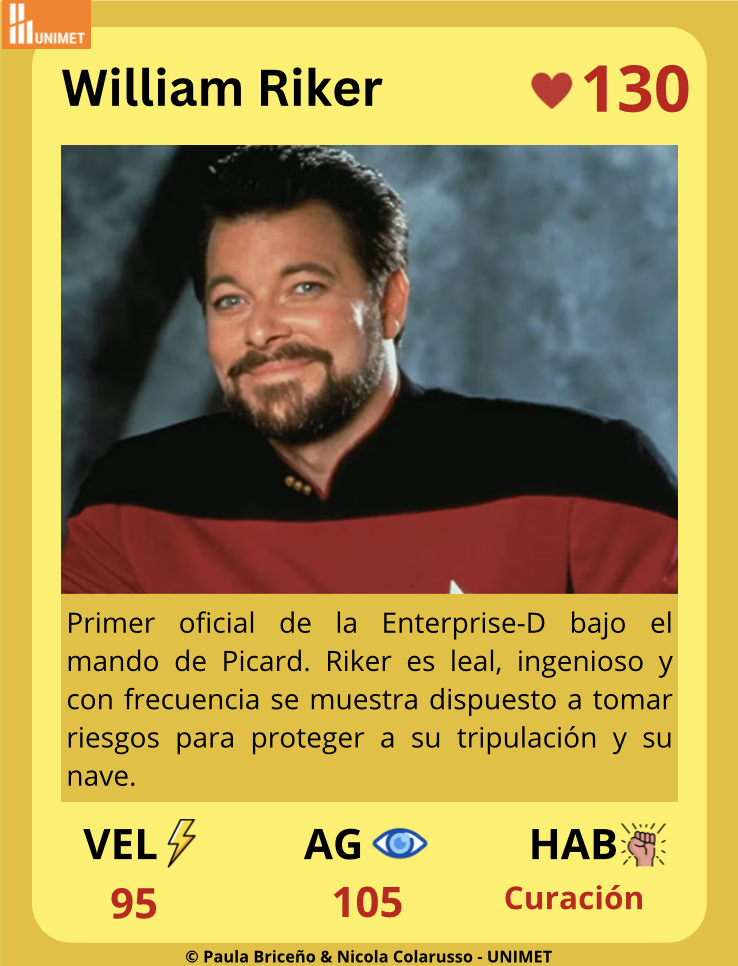 UNIMET
William Riker
130
Primer oficial de la Enterprise-D bajo el
mando de Picard. Riker es leal, ingenioso y
con frecuencia se muestra dispuesto a tomar
riesgos para proteger a su tripulación y su
nave.
VEL AG HAB
95 105 Curación
© Paula Briceño & Nicola Colarusso - UNIMET